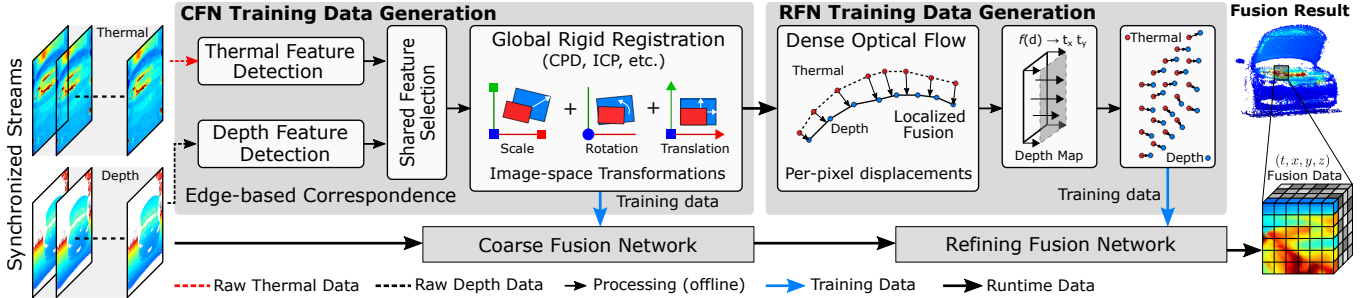 CFN Training Data Generation
RFN Training Data Generation
Fusion Result
Synchronized Streams
Thermal
Depth
Thermal Feature
Detection
Depth Feature
Detection
Edge-based Correspondence
Shared Feature
Selection
Global Rigid Registration
(CPD, ICP, etc.)
Scale
Rotation
Translation
Image-space Transformations
Training data
Dense Optical Flow
Thermal
Depth
Localized
Fusion
Per-pixel displacements
f(d) → tx ty
Depth Map
Thermal
Depth
Training data
(t, x, y, z)
Fusion Data
Coarse Fusion Network
Refining Fusion Network
Raw Thermal Data
Raw Depth Data
Processing (offline)
Training Data
Runtime Data